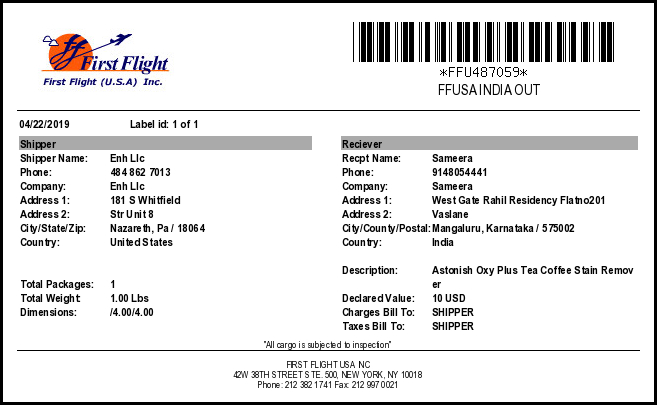 First Flight
First Flight (U.S.A) Inc.
*FFU487059*
FFUSA INDIA OUT
04/22/2019 Label id: 1 of 1
Shipper
Shipper Name: Enh Llc
Phone: 484 862 7013
Company: Enh Llc
Address 1: 181 S Whitfield
Address 2: Str Unit 8
City/State/Zip: Nazareth, Pa / 18064
Country: United States
Total Packages: 1
Total Weight: 1.00 Lbs
Dimensions: /4.00/4.00
Reciever
Recpt Name: Sameera
Phone: 9148054441
Company: Sameera
Address 1: West Gate Rahil Residency Flatno201
Address 2: Vaslane
City/County/Postal: Mangaluru, Karnataka / 575002
Country: India
Description: Astonish Oxy Plus Tea Coffee Stain Remov
er
Declared Value: 10 USD
Charges Bill To: SHIPPER
Taxes Bill To: SHIPPER
"All cargo is subjected to inspection"
FIRST FLIGHT USA INC
42W 38TH STREET STE. 500, NEW YORK, NY 10018
Phone: 212 382 1741 Fax: 212 997 0021